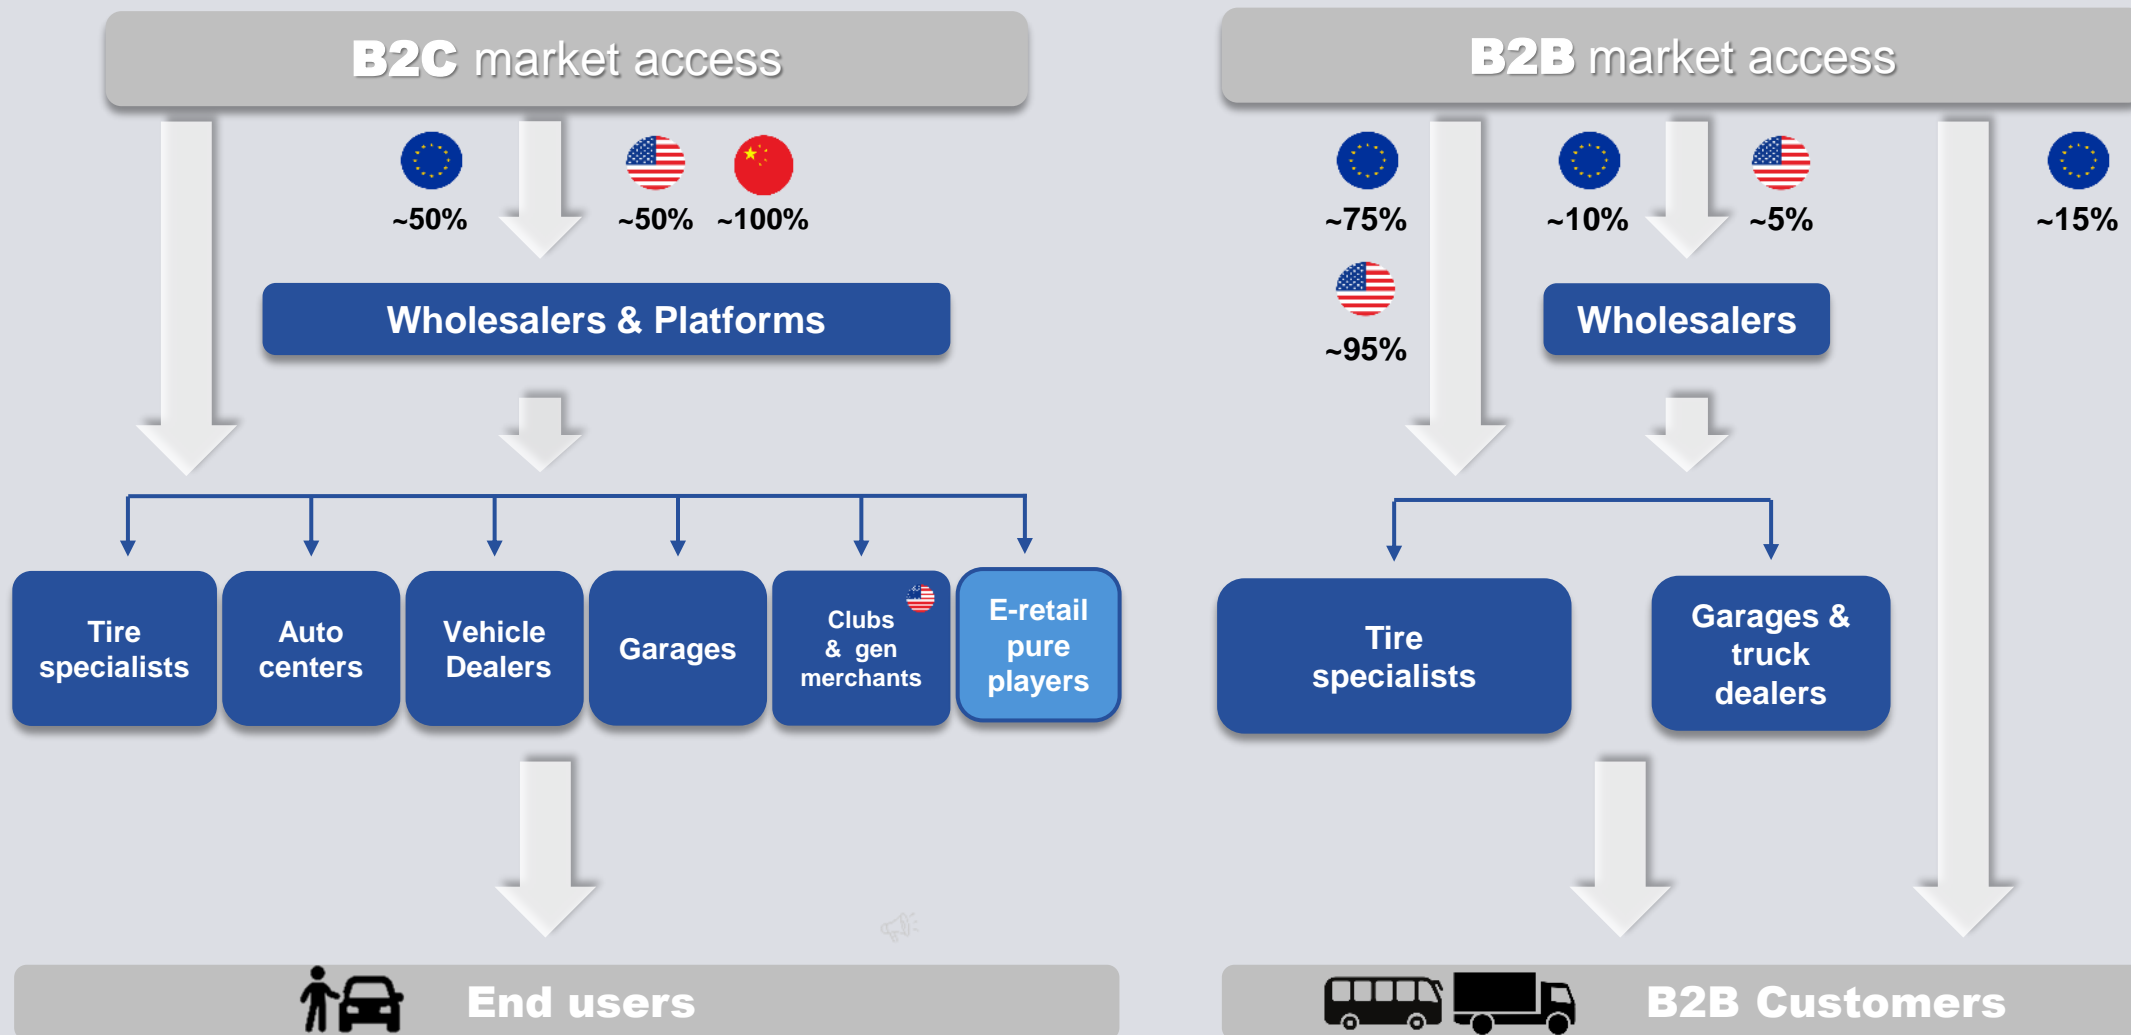 B2C market access
~50%
~50%
~100%
Wholesalers & Platforms
Tire
specialists
Auto
centers
Vehicle
Dealers
Garages
Clubs
& gen
merchants
E-retail
pure
players
End users
B2B market access
~75%
~10%
~5%
~15%
~95%
Wholesalers
Tire
specialists
Garages &
truck
dealers
B2B Customers